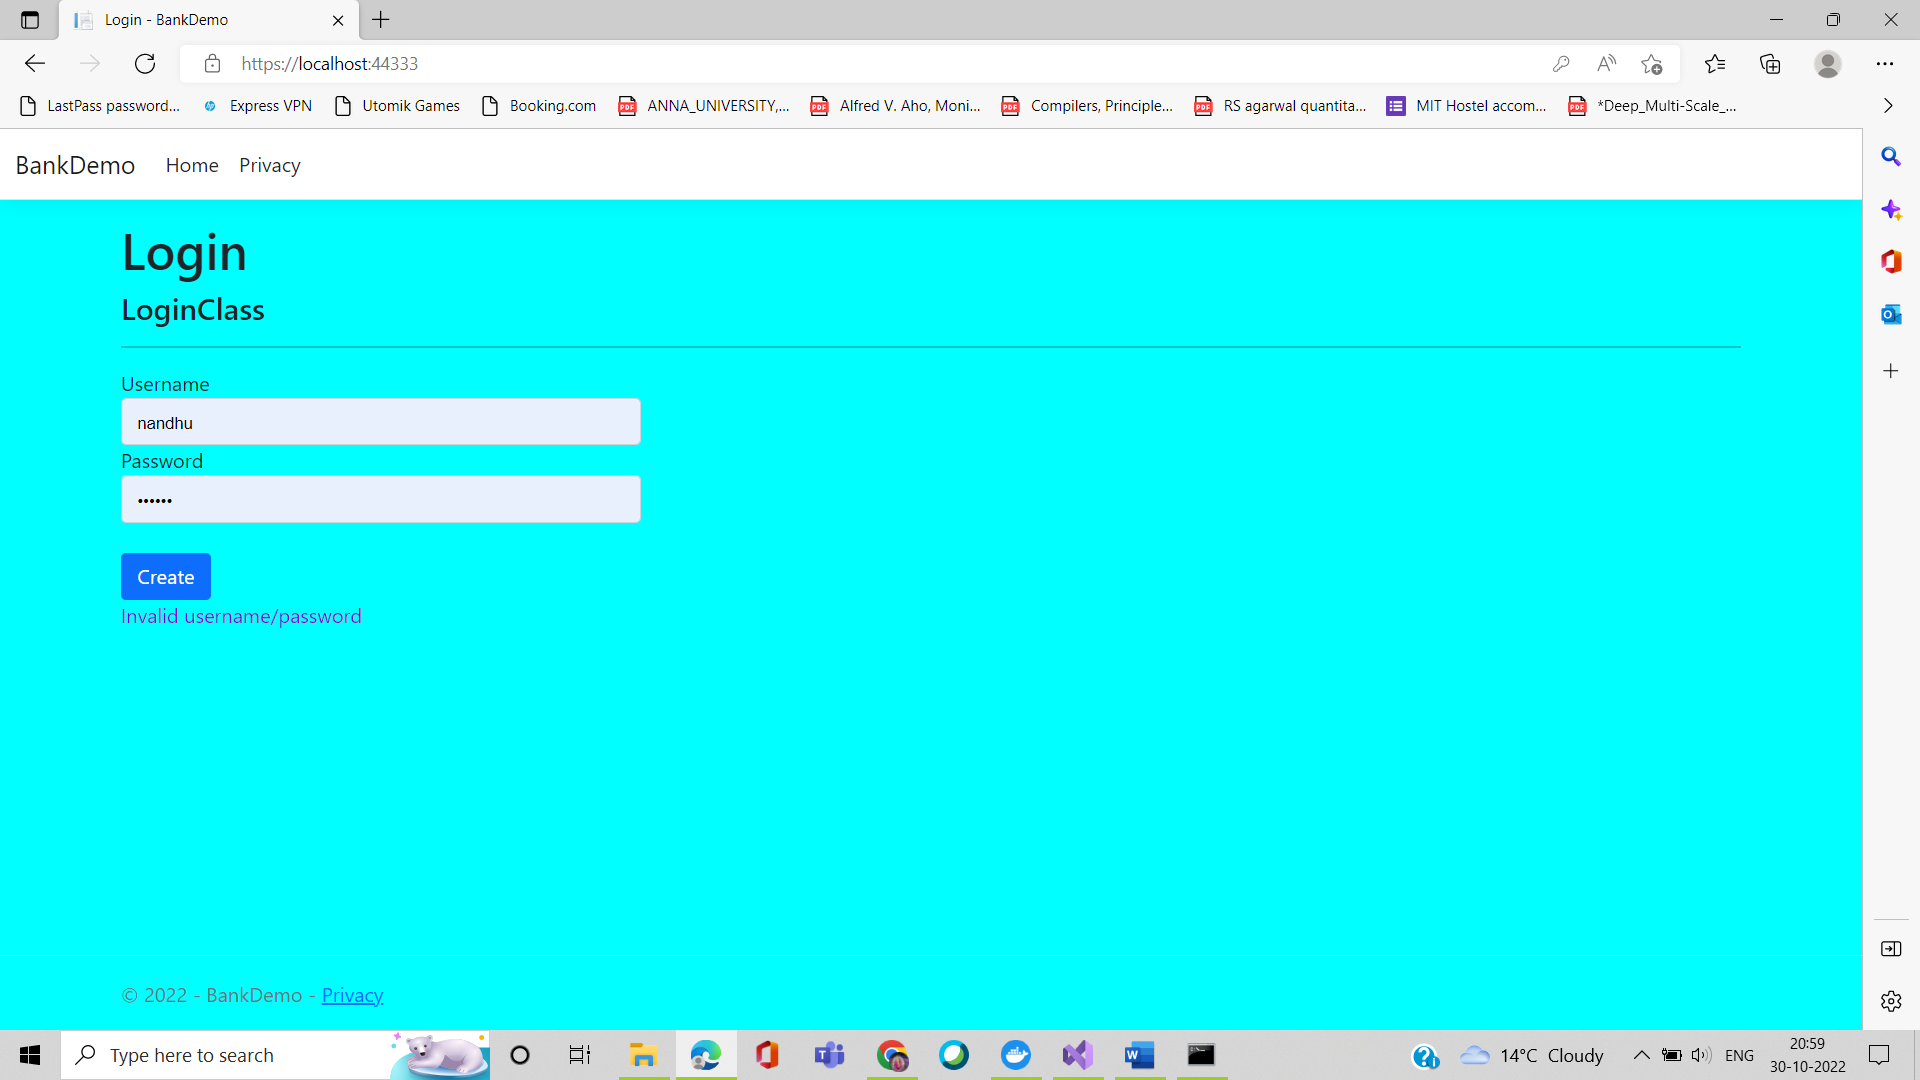 Login - BankDemo
https://localhost:44333
LastPass password... Express VPN Utomik Games Booking.com ANNA_UNIVERSITY,... Alfred V. Aho, Moni... Compilers, Principle... RS agarwal quantita... MIT Hostel accom... *Deep_Multi-Scale_...
BankDemo Home Privacy
Login
LoginClass
Username
nandhu
Password
••••••
Create
Invalid username/password
© 2022 - BankDemo - Privacy
Type here to search
14°C Cloudy
ENG
20:59
30-10-2022